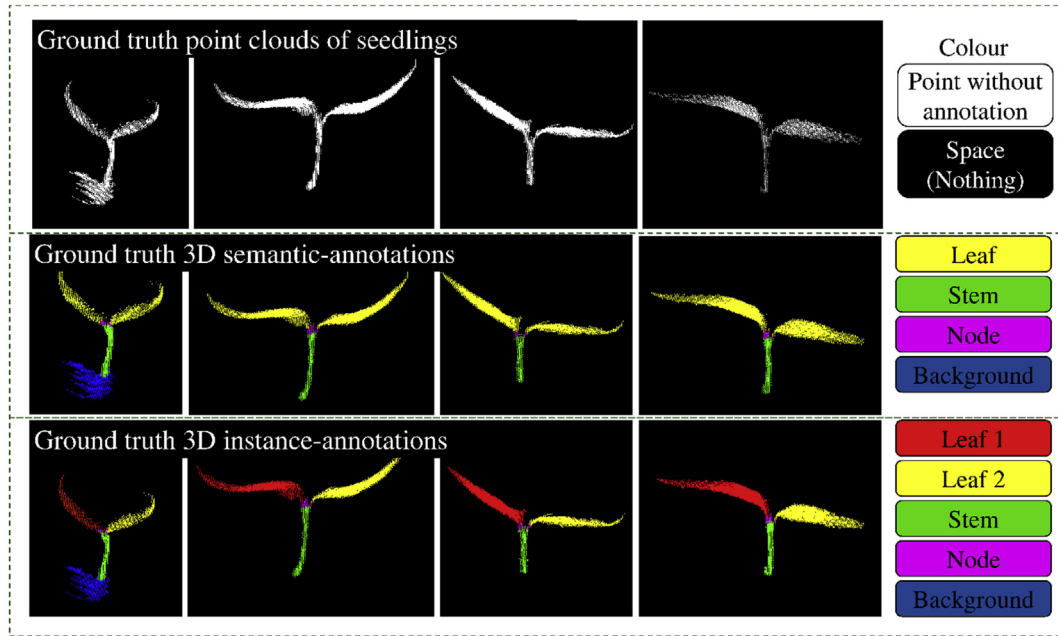 Ground truth point clouds of seedlings
Colour
Point without
annotation
Space
(Nothing)
Ground truth 3D semantic-annotations
Leaf
Stem
Node
Background
Ground truth 3D instance-annotations
Leaf 1
Leaf 2
Stem
Node
Background